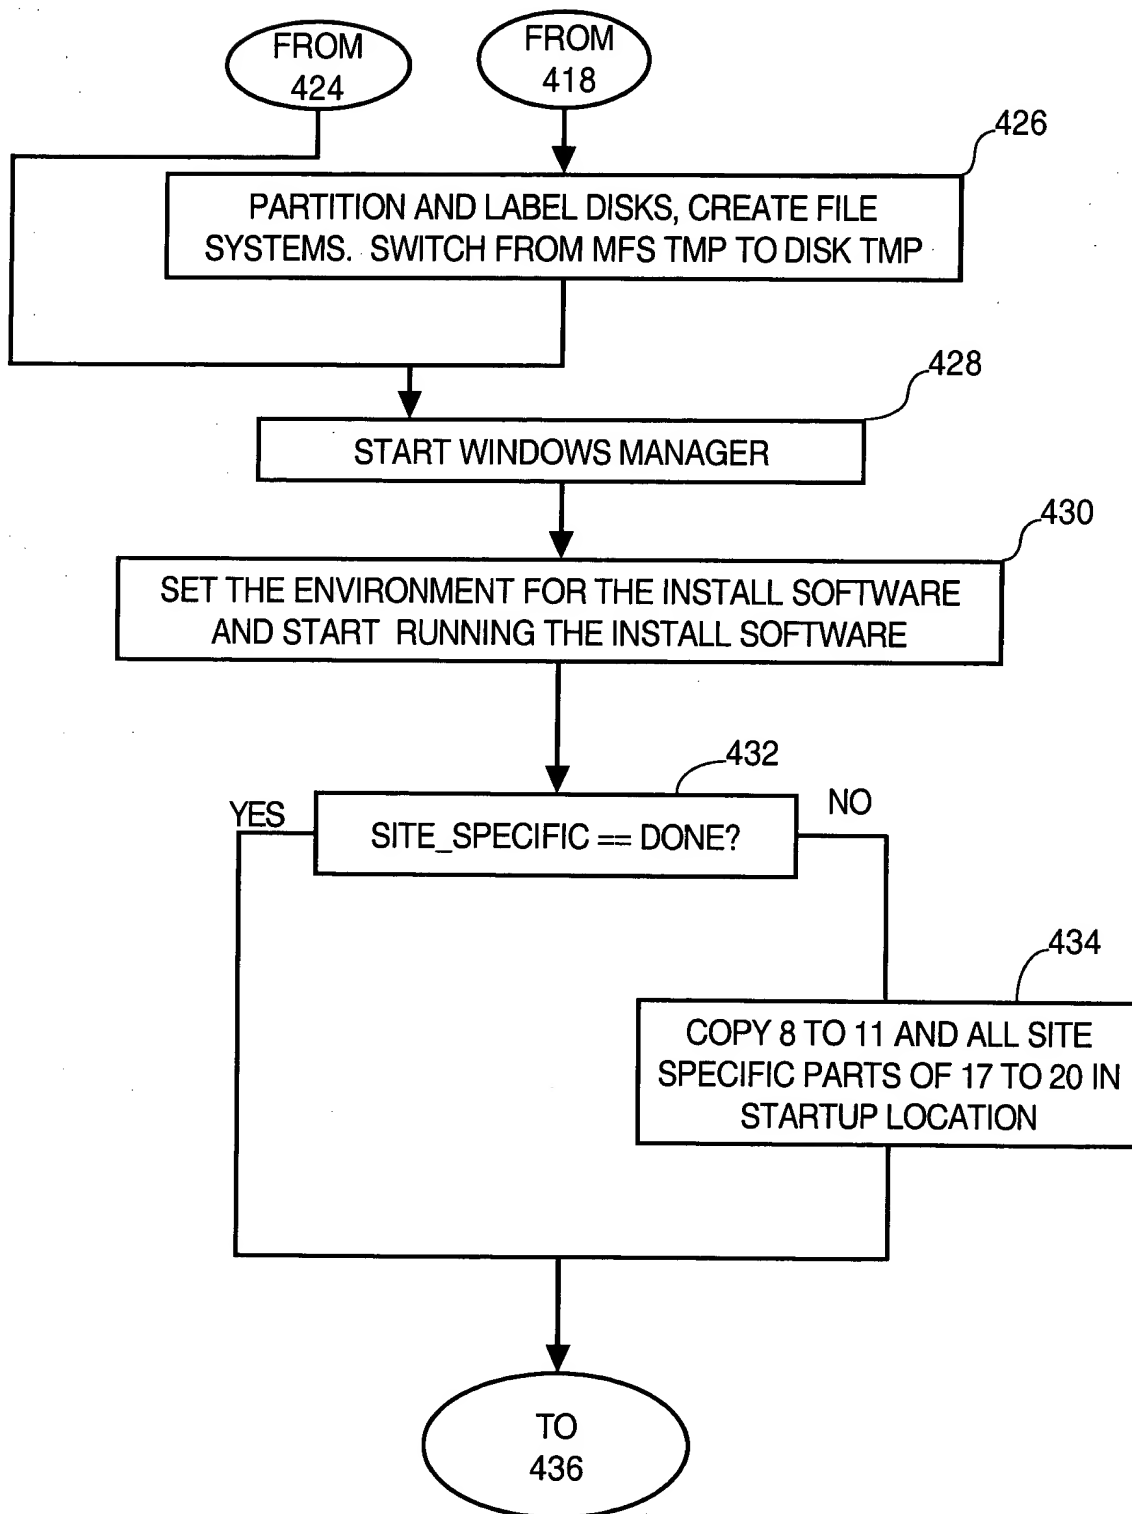 FROM
424
FROM
418
426
PARTITION AND LABEL DISKS, CREATE FILE
SYSTEMS. SWITCH FROM MFS TMP TO DISK TMP
428
START WINDOWS MANAGER
430
SET THE ENVIRONMENT FOR THE INSTALL SOFTWARE
AND START RUNNING THE INSTALL SOFTWARE
432
YES
SITE_SPECIFIC == DONE?
NO
434
COPY 8 TO 11 AND ALL SITE
SPECIFIC PARTS OF 17 TO 20 IN
STARTUP LOCATION
TO
436